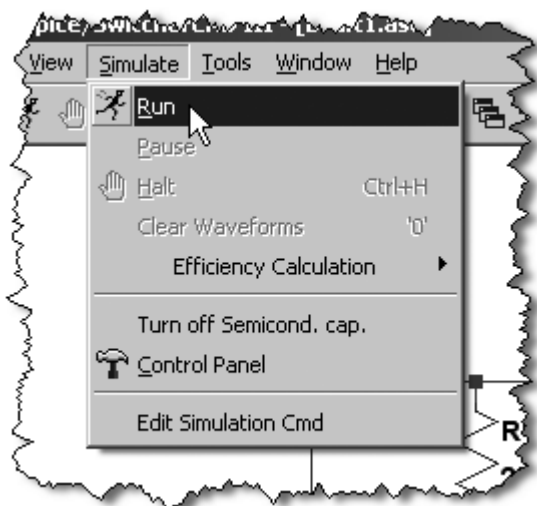 View Simulate Tools Window Help
Run
Pause
Halt Ctrl+H
Clear Waveforms '0'
Efficiency Calculation
Turn off Semicond. cap.
Control Panel
Edit Simulation Cmd
R